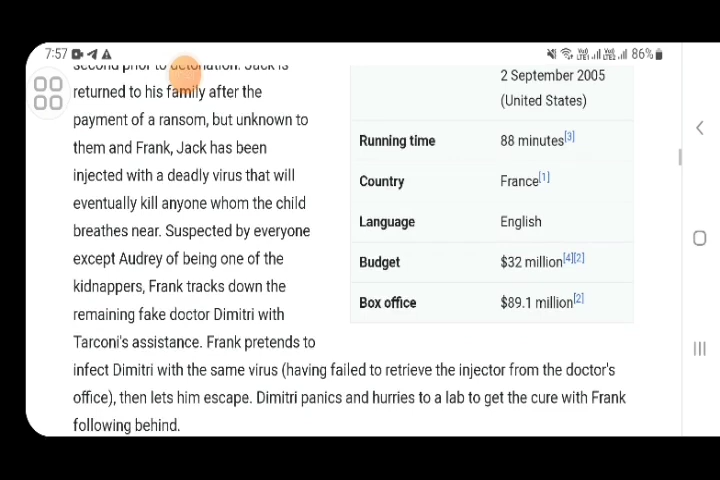 7:57
86%
second prior to detonation. Jack is
returned to his family after the
payment of a ransom, but unknown to
them and Frank, Jack has been
injected with a deadly virus that will
eventually kill anyone whom the child
breathes near. Suspected by everyone
except Audrey of being one of the
kidnappers, Frank tracks down the
remaining fake doctor Dimitri with
Tarconi's assistance. Frank pretends to
infect Dimitri with the same virus (having failed to retrieve the injector from the doctor's
office), then lets him escape. Dimitri panics and hurries to a lab to get the cure with Frank
following behind.
2 September 2005
(United States)
Running time 88 minutes[3]
Country France[1]
Language English
Budget $32 million[4][2]
Box office $89.1 million[2]